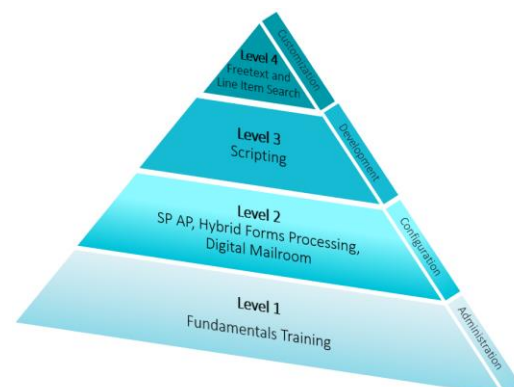 Level 4
Freetext and
Line Item Search
Customization
Level 3
Scripting
Development
Level 2
SP AP, Hybrid Forms Processing,
Digital Mailroom
Configuration
Level 1
Fundamentals Training
Administration